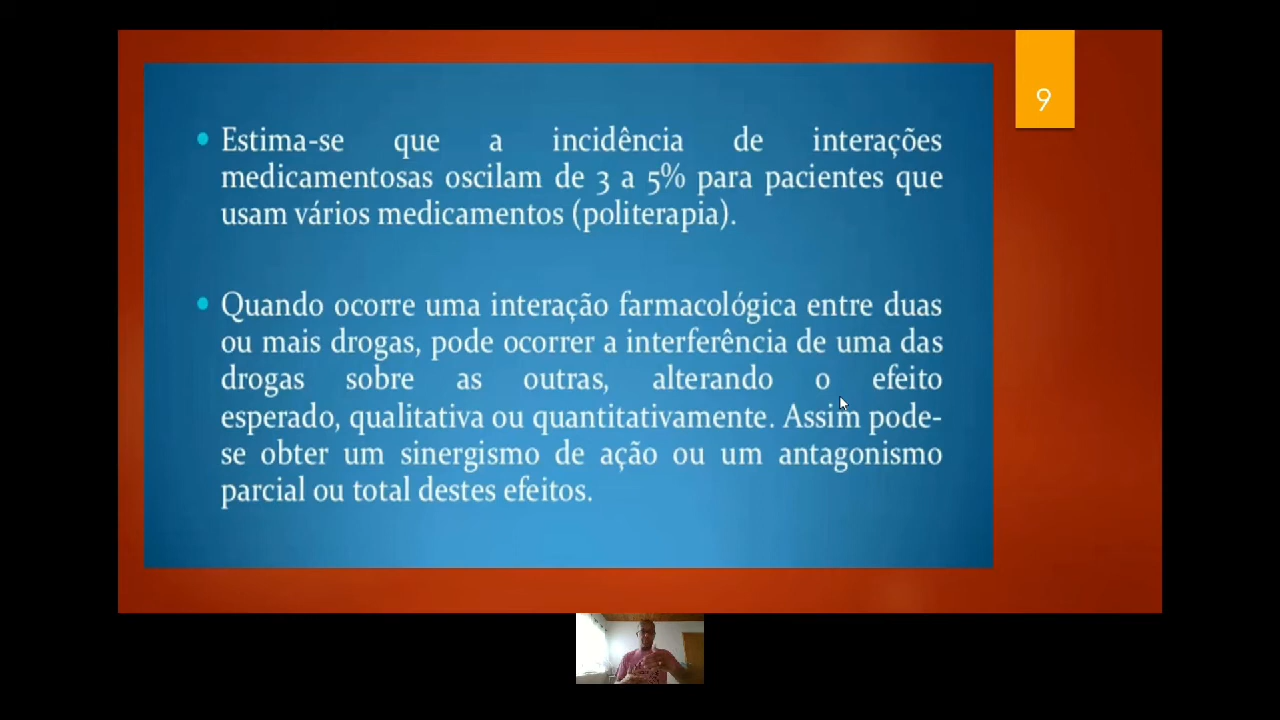 9
• Estima-se que a incidência de interações
medicamentosas oscilam de 3 a 5% para pacientes que
usam vários medicamentos (politerapia).
• Quando ocorre uma interação farmacológica entre duas
ou mais drogas, pode ocorrer a interferência de uma das
drogas sobre as outras, alterando o efeito
esperado, qualitativa ou quantitativamente. Assim pode-
se obter um sinergismo de ação ou um antagonismo
parcial ou total destes efeitos.